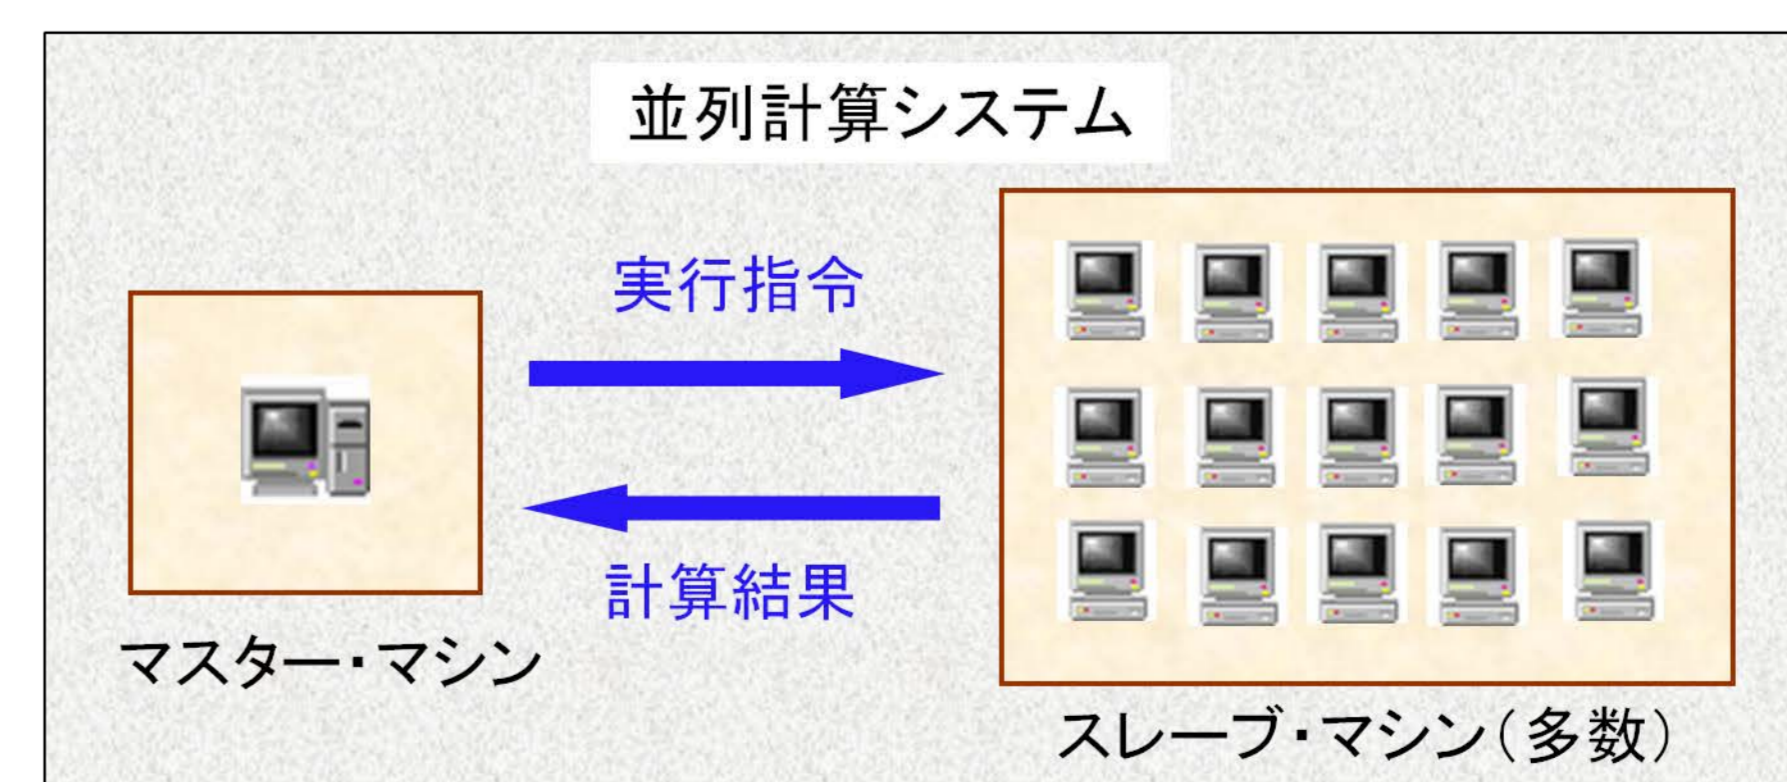 並列計算システム
実行指令
計算結果
マスター・マシン
スレーブ・マシン(多数)